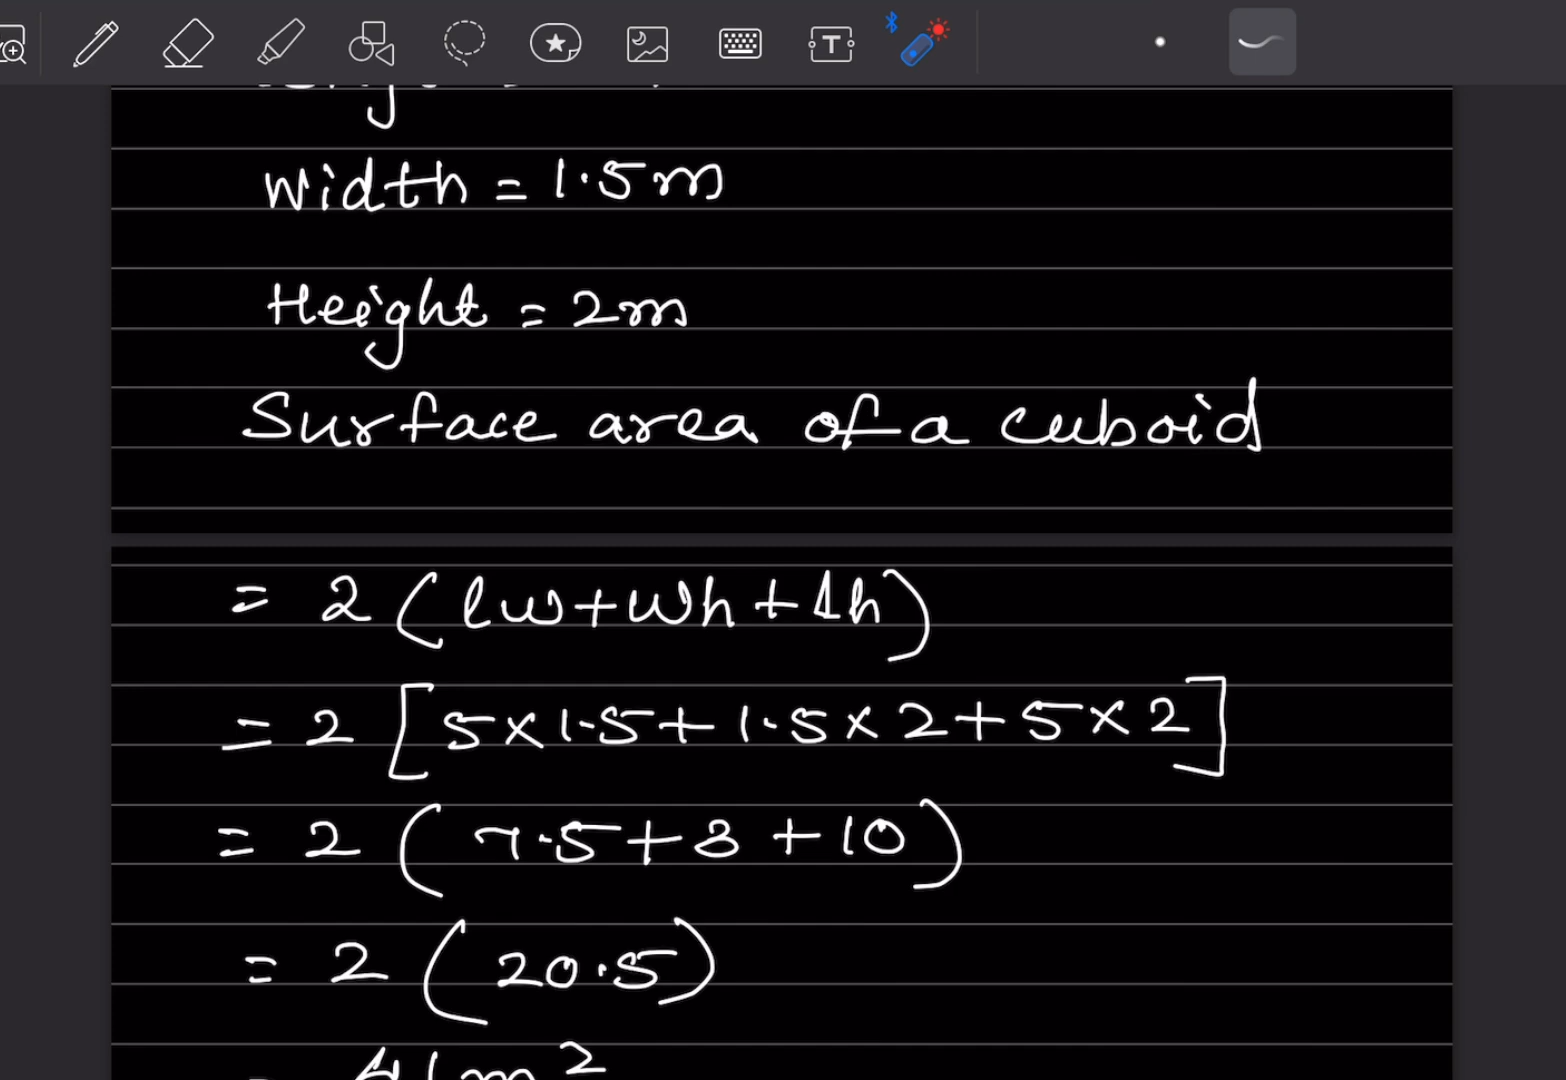 Width = 1.5m
Height = 2m
Surface area of a cuboid
= 2 (lw+wh+lh)
= 2 [5×1.5+1.5×2+5×2]
= 2 (7.5+3+10)
= 2 (20.5)
= 41m²